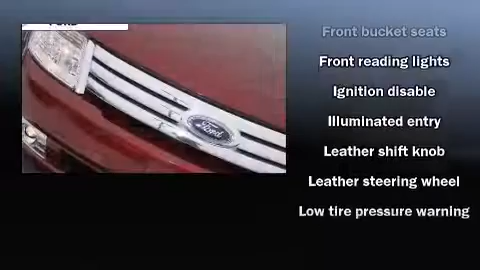 Front bucket seats
Front reading lights
Ignition disable
Illuminated entry
Leather shift knob
Leather steering wheel
Low tire pressure warning
Ford